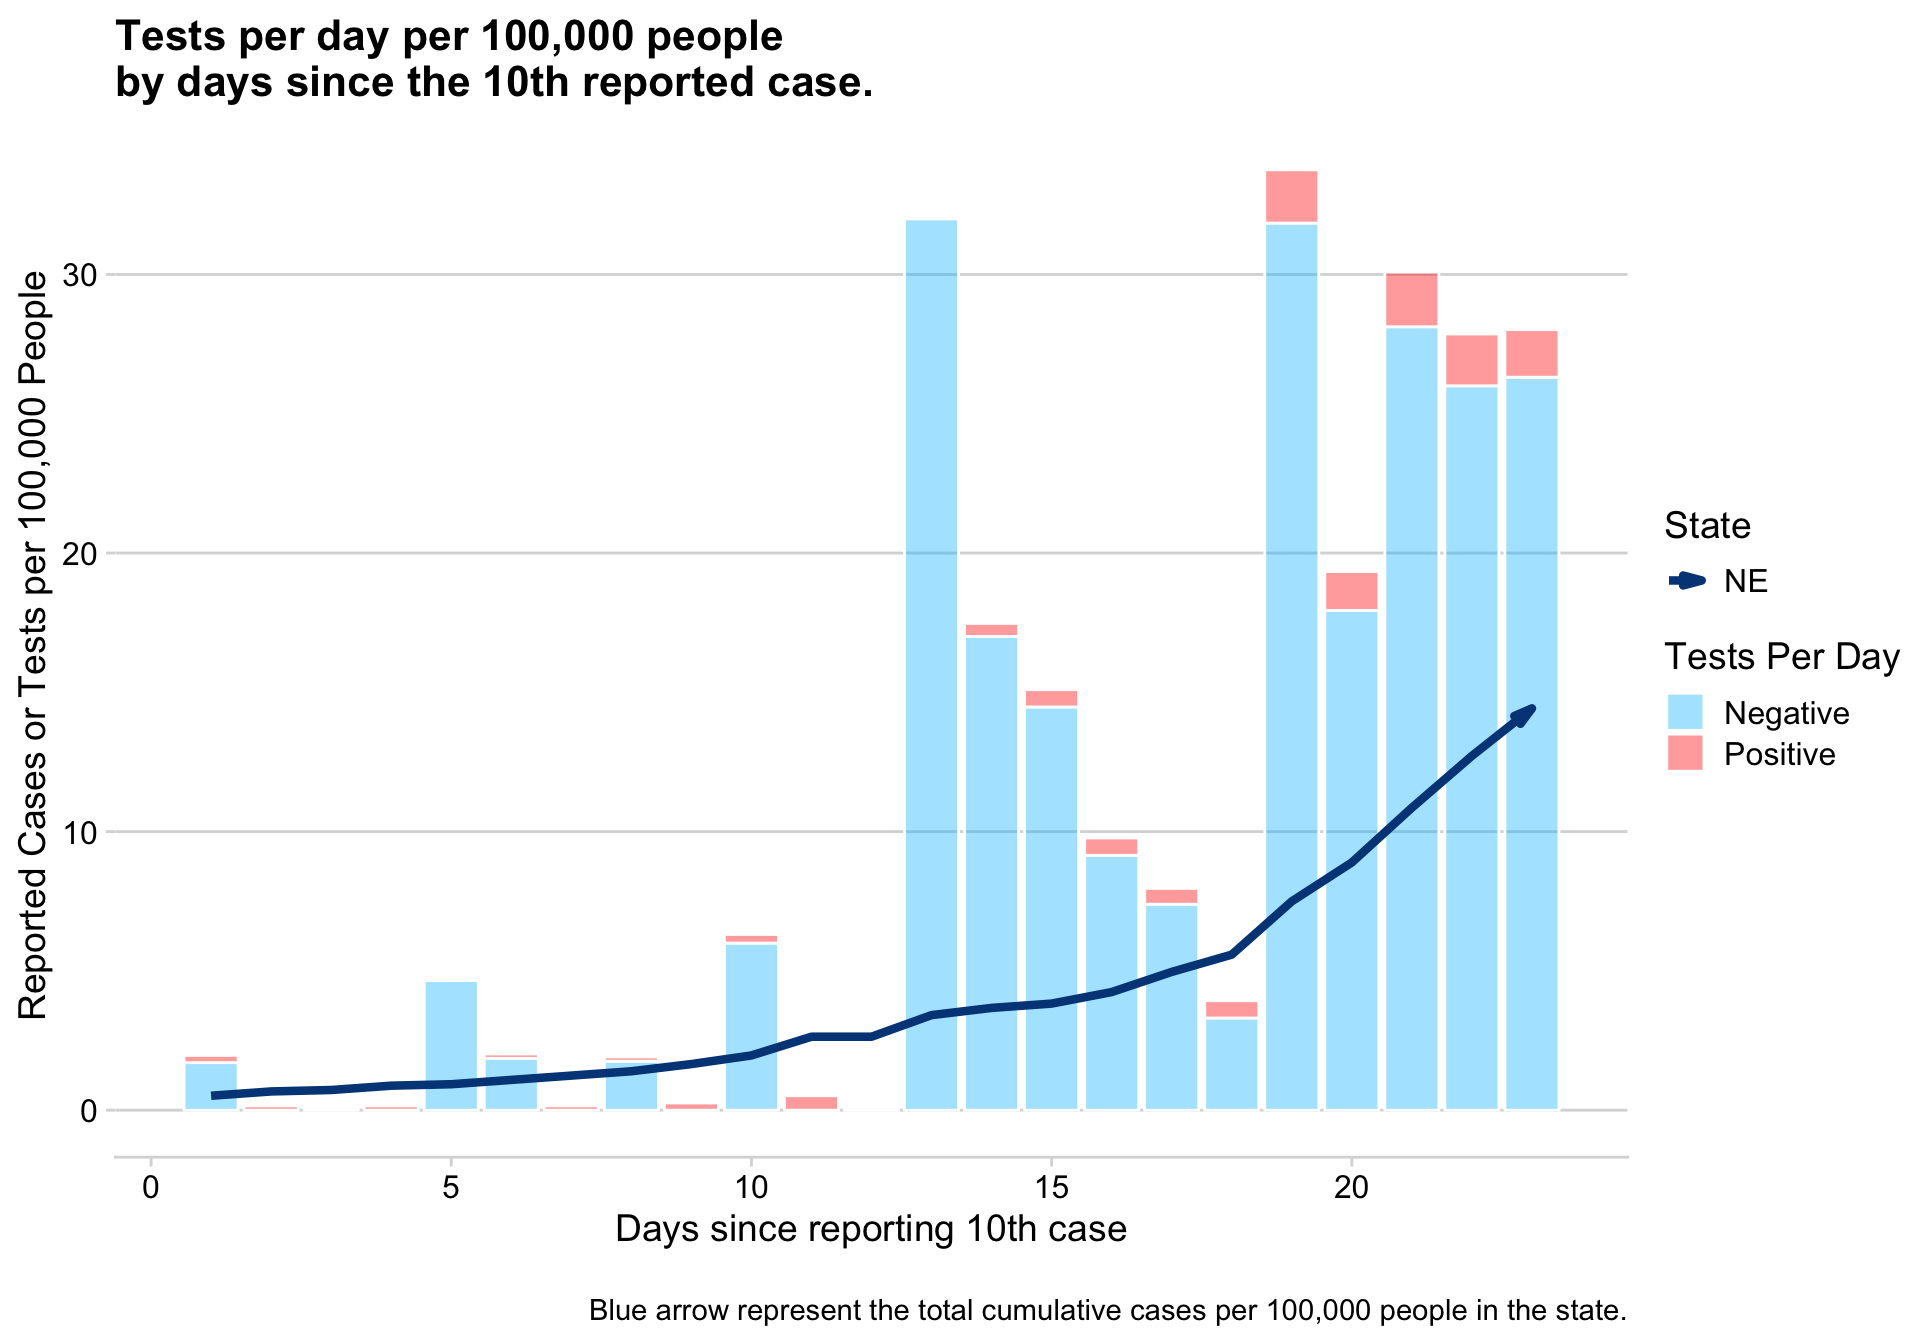 Tests per day per 100,000 people
by days since the 10th reported case.
Reported Cases or Tests per 100,000 People
30
20
10
0
0 5 10 15 20
Days since reporting 10th case
State
NE
Tests Per Day
Negative
Positive
Blue arrow represent the total cumulative cases per 100,000 people in the state.